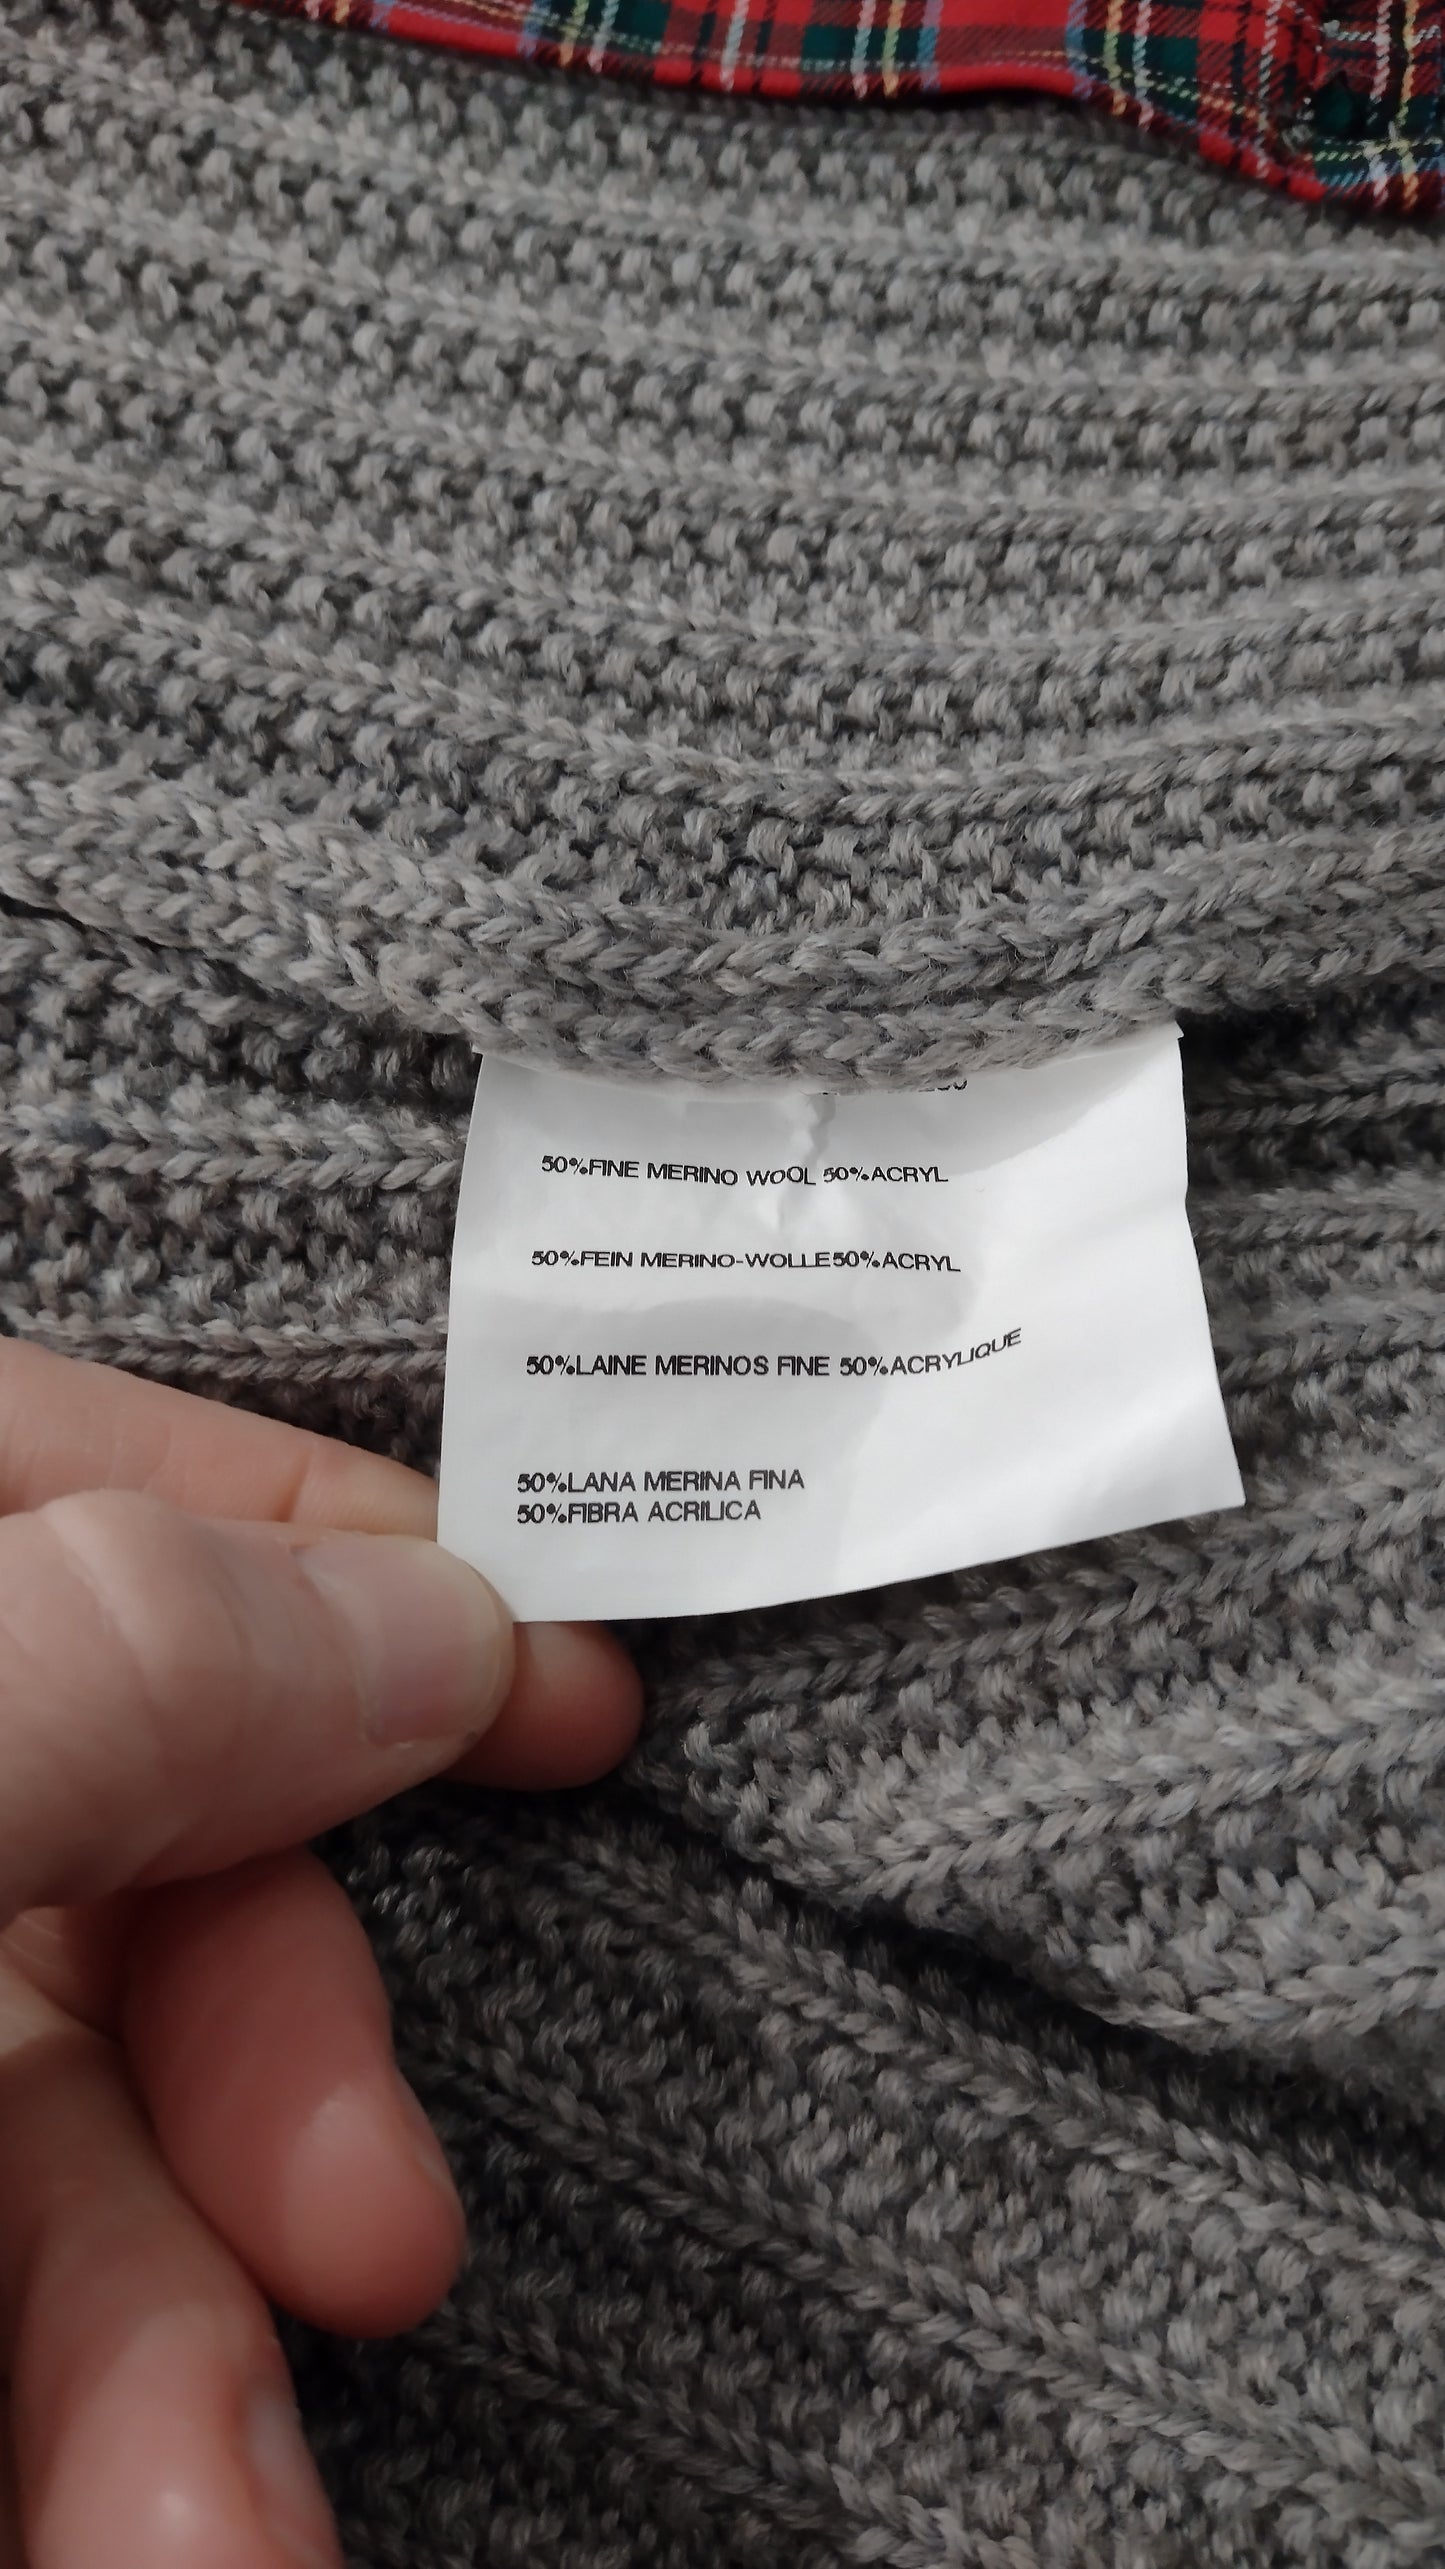 50%FINE MERINO WOOL 50%ACRYL
50%FEIN MERINO-WOLLE50%ACRYL
50%LAINE MERINOS FINE 50%ACRYLIQUE
50%LANA MERINA FINA
50%FIBRA ACRILICA